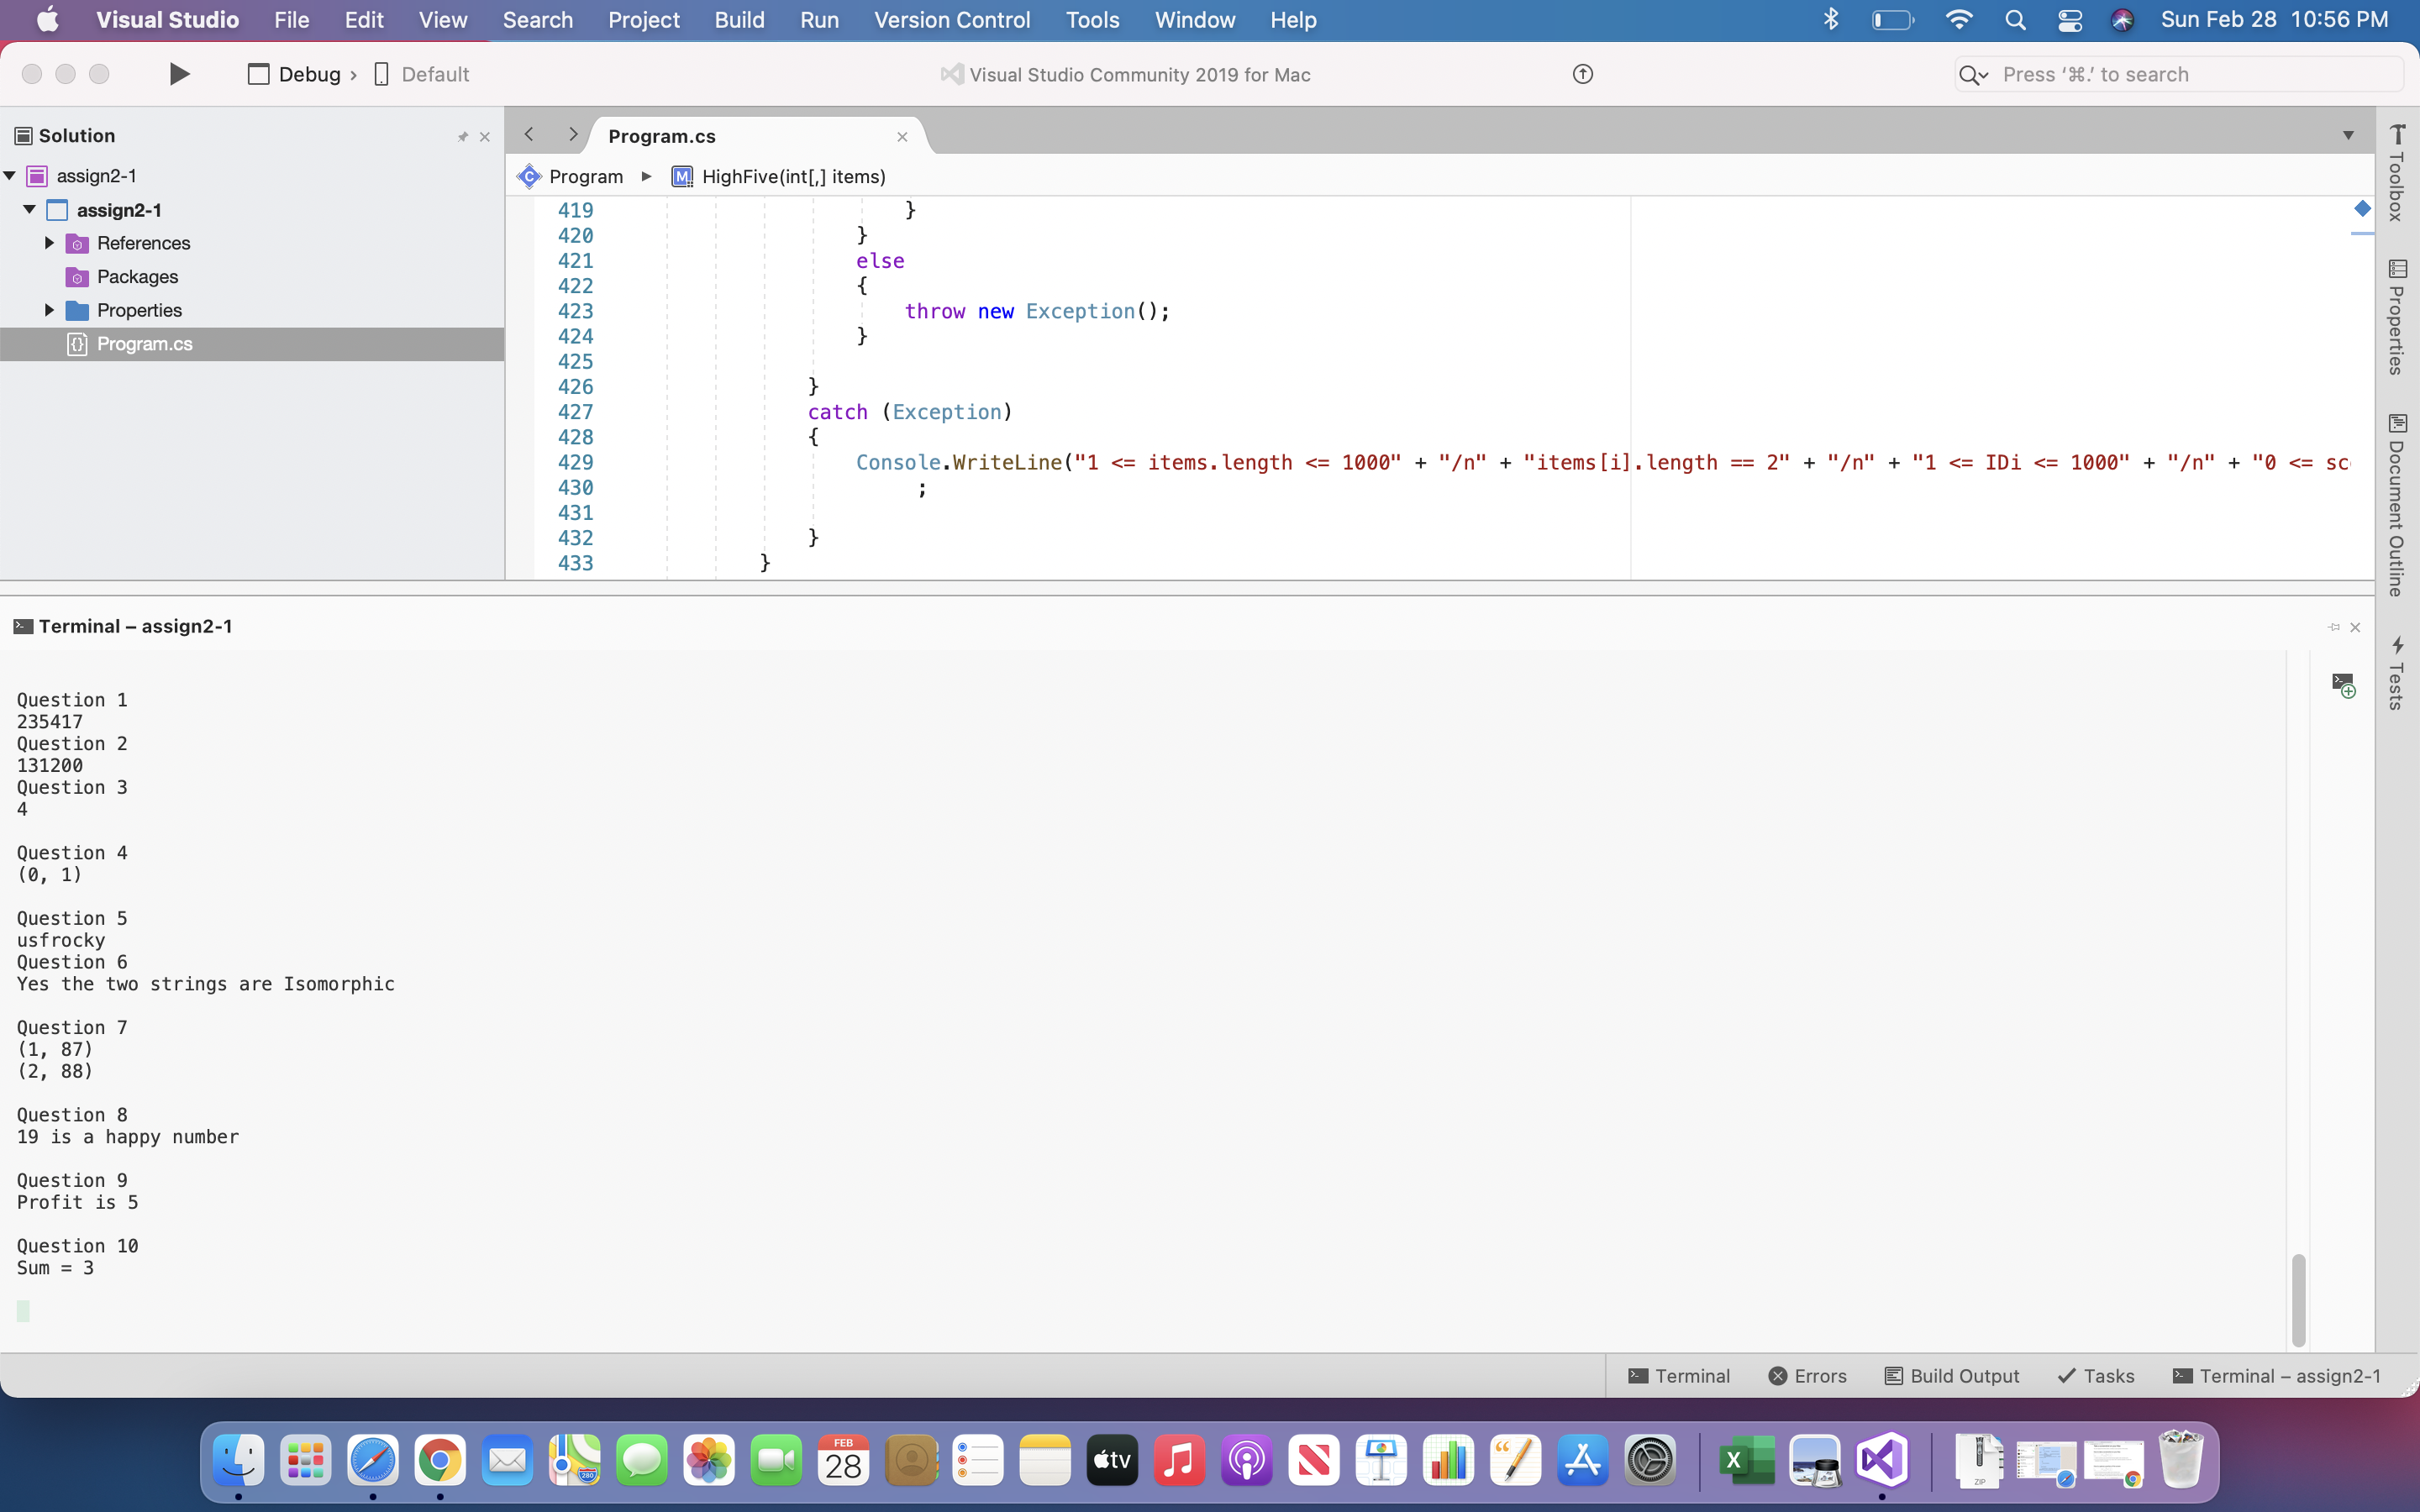 Visual Studio File Edit View Search Project Build Run Version Control Tools Window Help Sun Feb 28 10:56 PM
Debug › Default Visual Studio Community 2019 for Mac Press ‘⌘.’ to search
Solution
assign2-1
assign2-1
References
Packages
Properties
Program.cs
Program.cs
Program HighFive(int[,] items)
419 }
420 }
421 else
422 {
423 throw new Exception();
424 }
425
426 }
427 catch (Exception)
428 {
429 Console.WriteLine("1 <= items.length <= 1000" + "/n" + "items[i].length == 2" + "/n" + "1 <= IDi <= 1000" + "/n" + "0 <= sc
430 ;
431
432 }
433 }
Toolbox
Properties
Document Outline
Tests
Terminal – assign2-1
Question 1
235417
Question 2
131200
Question 3
4
Question 4
(0, 1)
Question 5
usfrocky
Question 6
Yes the two strings are Isomorphic
Question 7
(1, 87)
(2, 88)
Question 8
19 is a happy number
Question 9
Profit is 5
Question 10
Sum = 3
Terminal Errors Build Output Tasks Terminal – assign2-1
280
FEB
28
tv
X
ZIP